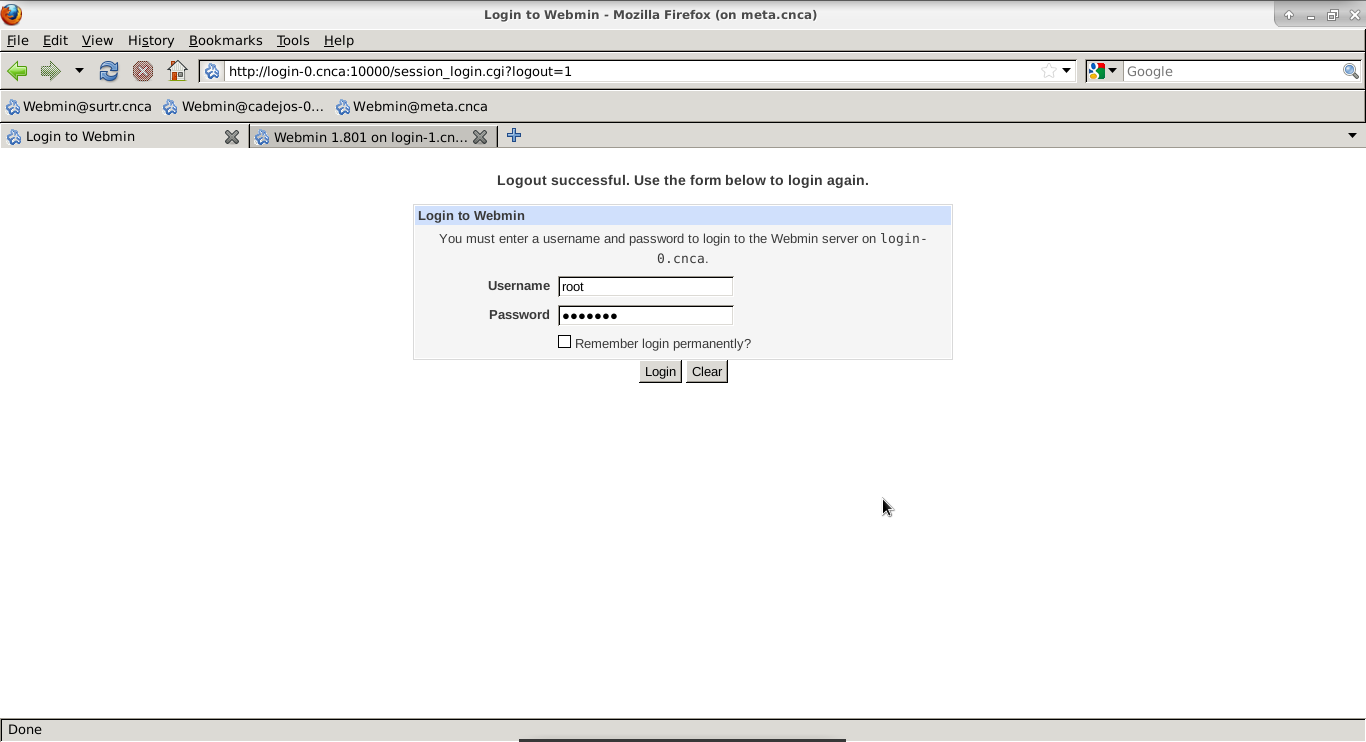 Login to Webmin - Mozilla Firefox (on meta.cnca)
File Edit View History Bookmarks Tools Help
http://login-0.cnca:10000/session_login.cgi?logout=1 Google
Webmin@surtr.cnca Webmin@cadejos-0... Webmin@meta.cnca
Login to Webmin Webmin 1.801 on login-1.cn...
Logout successful. Use the form below to login again.
Login to Webmin
You must enter a username and password to login to the Webmin server on login-
0.cnca.
Username root
Password ●●●●●●●
Remember login permanently?
Login Clear
Done